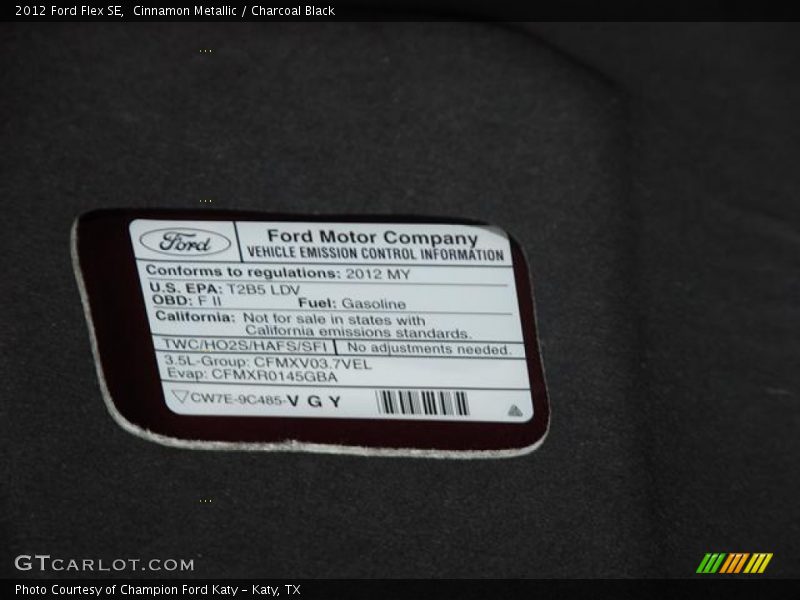 2012 Ford Flex SE, Cinnamon Metallic / Charcoal Black
Ford
Ford Motor Company
VEHICLE EMISSION CONTROL INFORMATION
Conforms to regulations: 2012 MY
U.S. EPA: T2B5 LDV
OBD: F II Fuel: Gasoline
California: Not for sale in states with
California emissions standards.
TWC/HO2S/HAFS/SFI No adjustments needed.
3.5L-Group: CFMXV03.7VEL
Evap: CFMXR0145GBA
CW7E-9C485-V G Y
GTCARLOT.COM
Photo Courtesy of Champion Ford Katy - Katy, TX